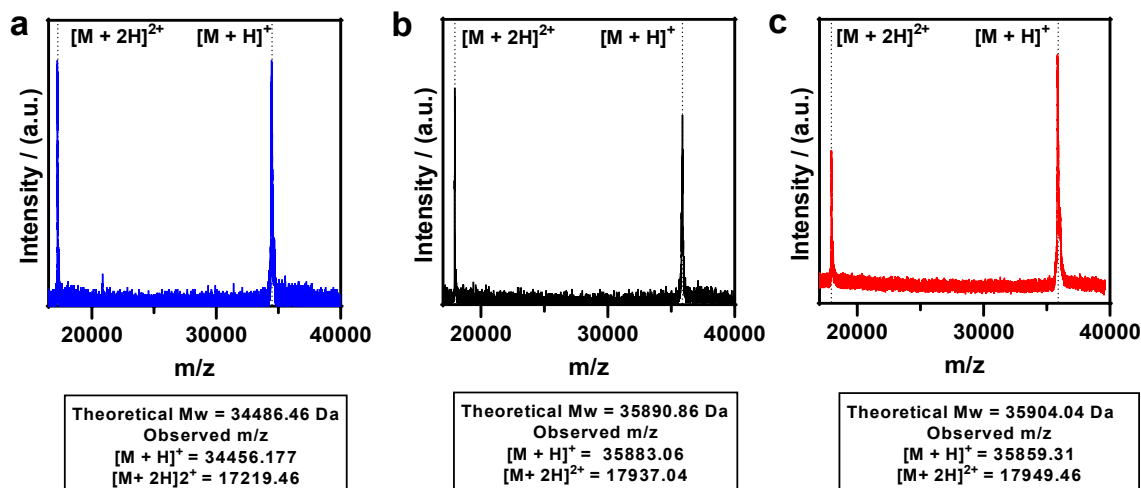 a
[M + 2H]²⁺ [M + H]⁺
Intensity / (a.u.)
20000 30000 40000
m/z
Theoretical Mw = 34486.46 Da
Observed m/z
[M + H]⁺ = 34456.177
[M+ 2H]2⁺ = 17219.46
b
[M + 2H]²⁺ [M + H]⁺
Intensity / (a.u.)
20000 30000 40000
m/z
Theoretical Mw = 35890.86 Da
Observed m/z
[M + H]⁺ = 35883.06
[M+ 2H]²⁺ = 17937.04
c
[M + 2H]²⁺ [M + H]⁺
Intensity / (a.u.)
20000 30000 40000
m/z
Theoretical Mw = 35904.04 Da
Observed m/z
[M + H]⁺ = 35859.31
[M+ 2H]²⁺ = 17949.46